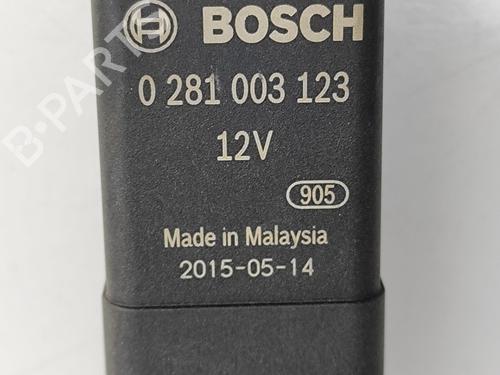 BOSCH
0 281 003 123
12V
905
Made in Malaysia
2015-05-14
B-PARTS